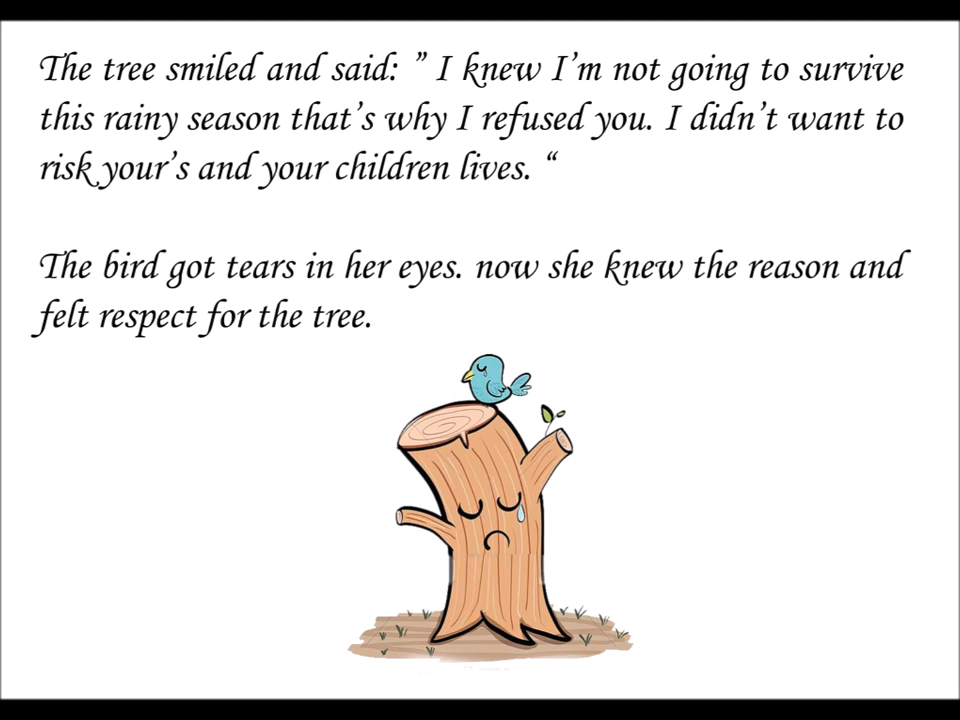 The tree smiled and said: ” I knew I’m not going to survive
this rainy season that’s why I refused you. I didn’t want to
risk your’s and your children lives. “
The bird got tears in her eyes. now she knew the reason and
felt respect for the tree.